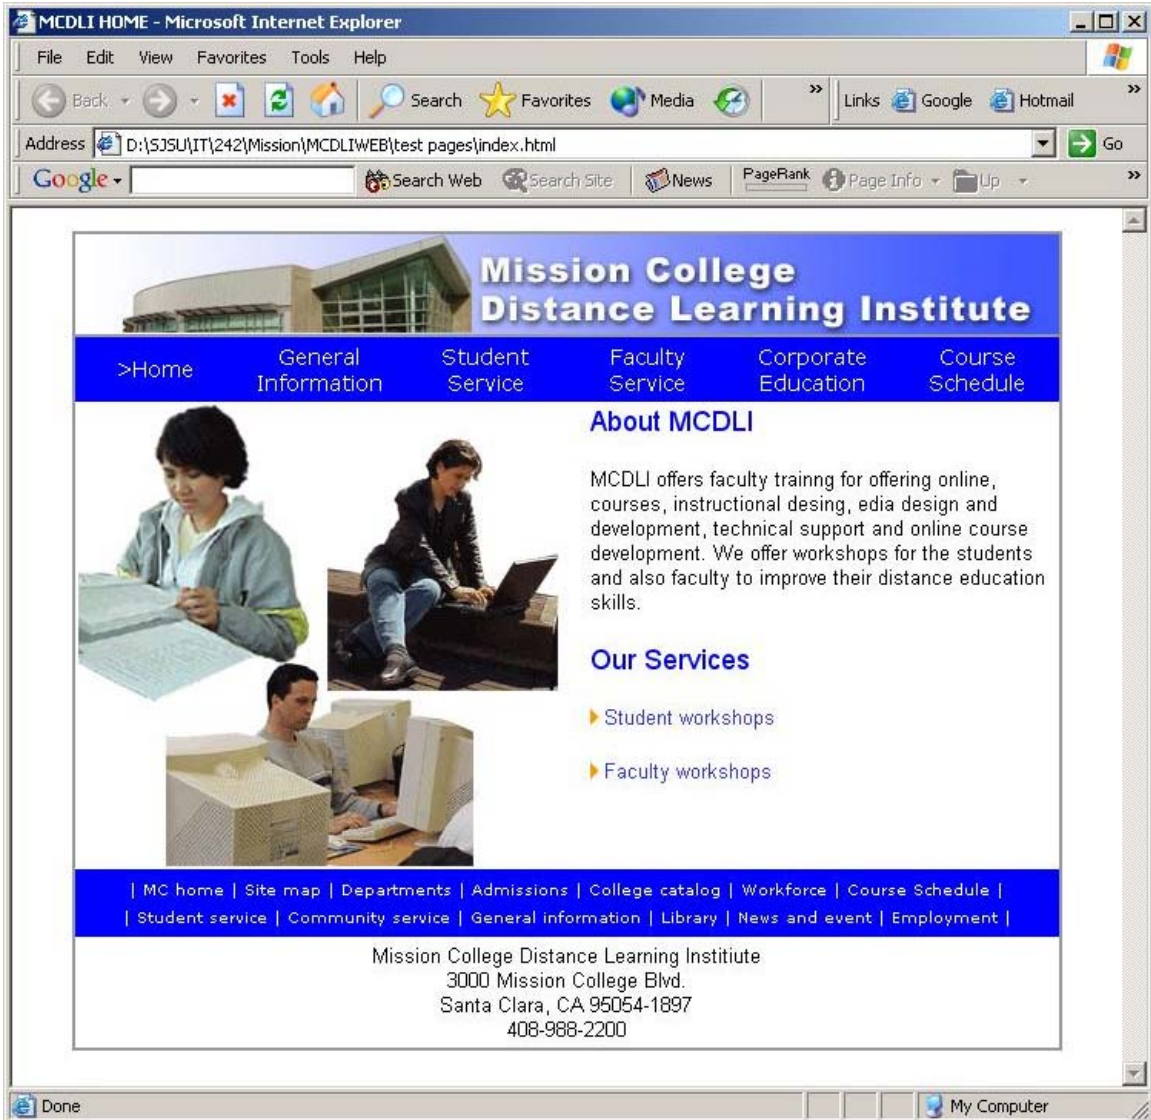 MCDLI HOME - Microsoft Internet Explorer
File Edit View Favorites Tools Help
Back Search Favorites Media » Links Google Hotmail »
Address D:\SJSU\IT\242\Mission\MCDLIWEB\test pages\index.html Go
Google Search Web Search Site News PageRank Page Info Up »
Mission College
Distance Learning Institute
>Home General Information Student Service Faculty Service Corporate Education Course Schedule
About MCDLI
MCDLI offers faculty trainng for offering online,
courses, instructional desing, edia design and
development, technical support and online course
development. We offer workshops for the students
and also faculty to improve their distance education
skills.
Our Services
Student workshops
Faculty workshops
| MC home | Site map | Departments | Admissions | College catalog | Workforce | Course Schedule |
| Student service | Community service | General information | Library | News and event | Employment |
Mission College Distance Learning Institiute
3000 Mission College Blvd.
Santa Clara, CA 95054-1897
408-988-2200
Done My Computer